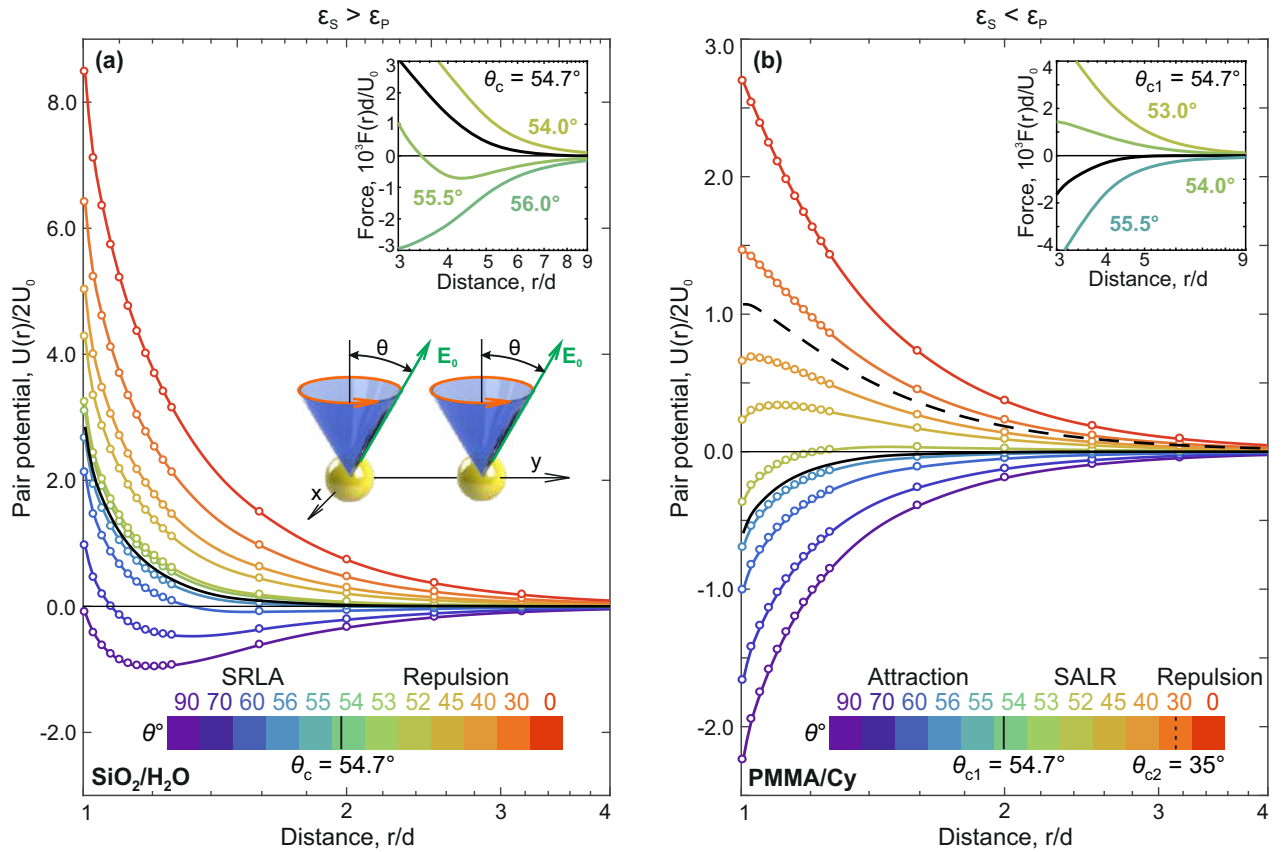 εS > εP
(a)
8.0
6.0
4.0
2.0
0.0
-2.0
Pair potential, U(r)/2U0
1
2
3
4
Distance, r/d
3
2
1
0
-1
-2
-3
Force, 10³F(r)d/U0
θc = 54.7°
54.0°
55.5°
56.0°
3 4 5 6 7 8 9
Distance, r/d
θ θ
E0 E0
y
x
SRLA Repulsion
90 70 60 56 55 54 53 52 45 40 30 0
θ°
θc = 54.7°
SiO2/H2O
εS < εP
(b)
3.0
2.0
1.0
0.0
-1.0
-2.0
Pair potential, U(r)/2U0
1
2
3
4
Distance, r/d
4
2
0
-2
-4
Force, 10³F(r)d/U0
θc1 = 54.7°
53.0°
54.0°
55.5°
3 4 5 9
Distance, r/d
Attraction SALR Repulsion
90 70 60 56 55 54 53 52 45 40 30 0
θ°
θc1 = 54.7° θc2 = 35°
PMMA/Cy